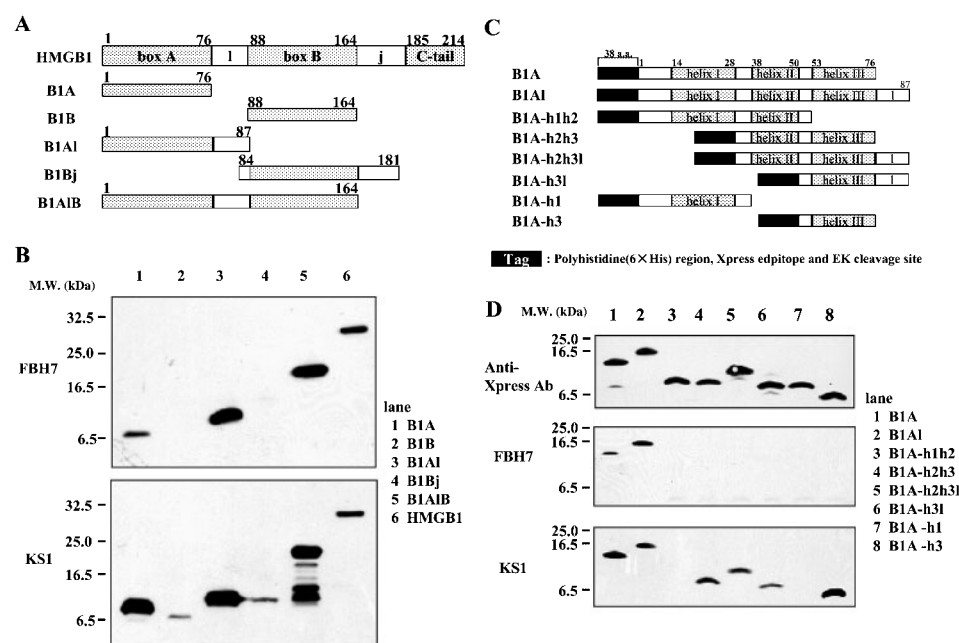 A
1 76 88 164 185 214
HMGB1 box A l box B j C-tail
1 76
B1A
88 164
B1B
1 87
B1Al
84 181
B1Bj
1 164
B1AlB
B
1 2 3 4 5 6
M.W. (kDa)
32.5
25.0
16.5
6.5
FBH7
32.5
25.0
16.5
6.5
KS1
lane
1 B1A
2 B1B
3 B1Al
4 B1Bj
5 B1AlB
6 HMGB1
C
38 a.a. 1 14 28 38 50 53 76
B1A helix I helix II helix III
87
B1Al helix I helix II helix III l
B1A-h1h2 helix I helix II
B1A-h2h3 helix II helix III
B1A-h2h3l helix II helix III l
B1A-h3l helix III l
B1A-h1 helix I
B1A-h3 helix III
Tag : Polyhistidine(6×His) region, Xpress edpitope and EK cleavage site
D
M.W. (kDa) 1 2 3 4 5 6 7 8
25.0
16.5
6.5
Anti-
Xpress Ab
25.0
16.5
6.5
FBH7
25.0
16.5
6.5
KS1
lane
1 B1A
2 B1Al
3 B1A-h1h2
4 B1A-h2h3
5 B1A-h2h3l
6 B1A-h3l
7 B1A -h1
8 B1A -h3